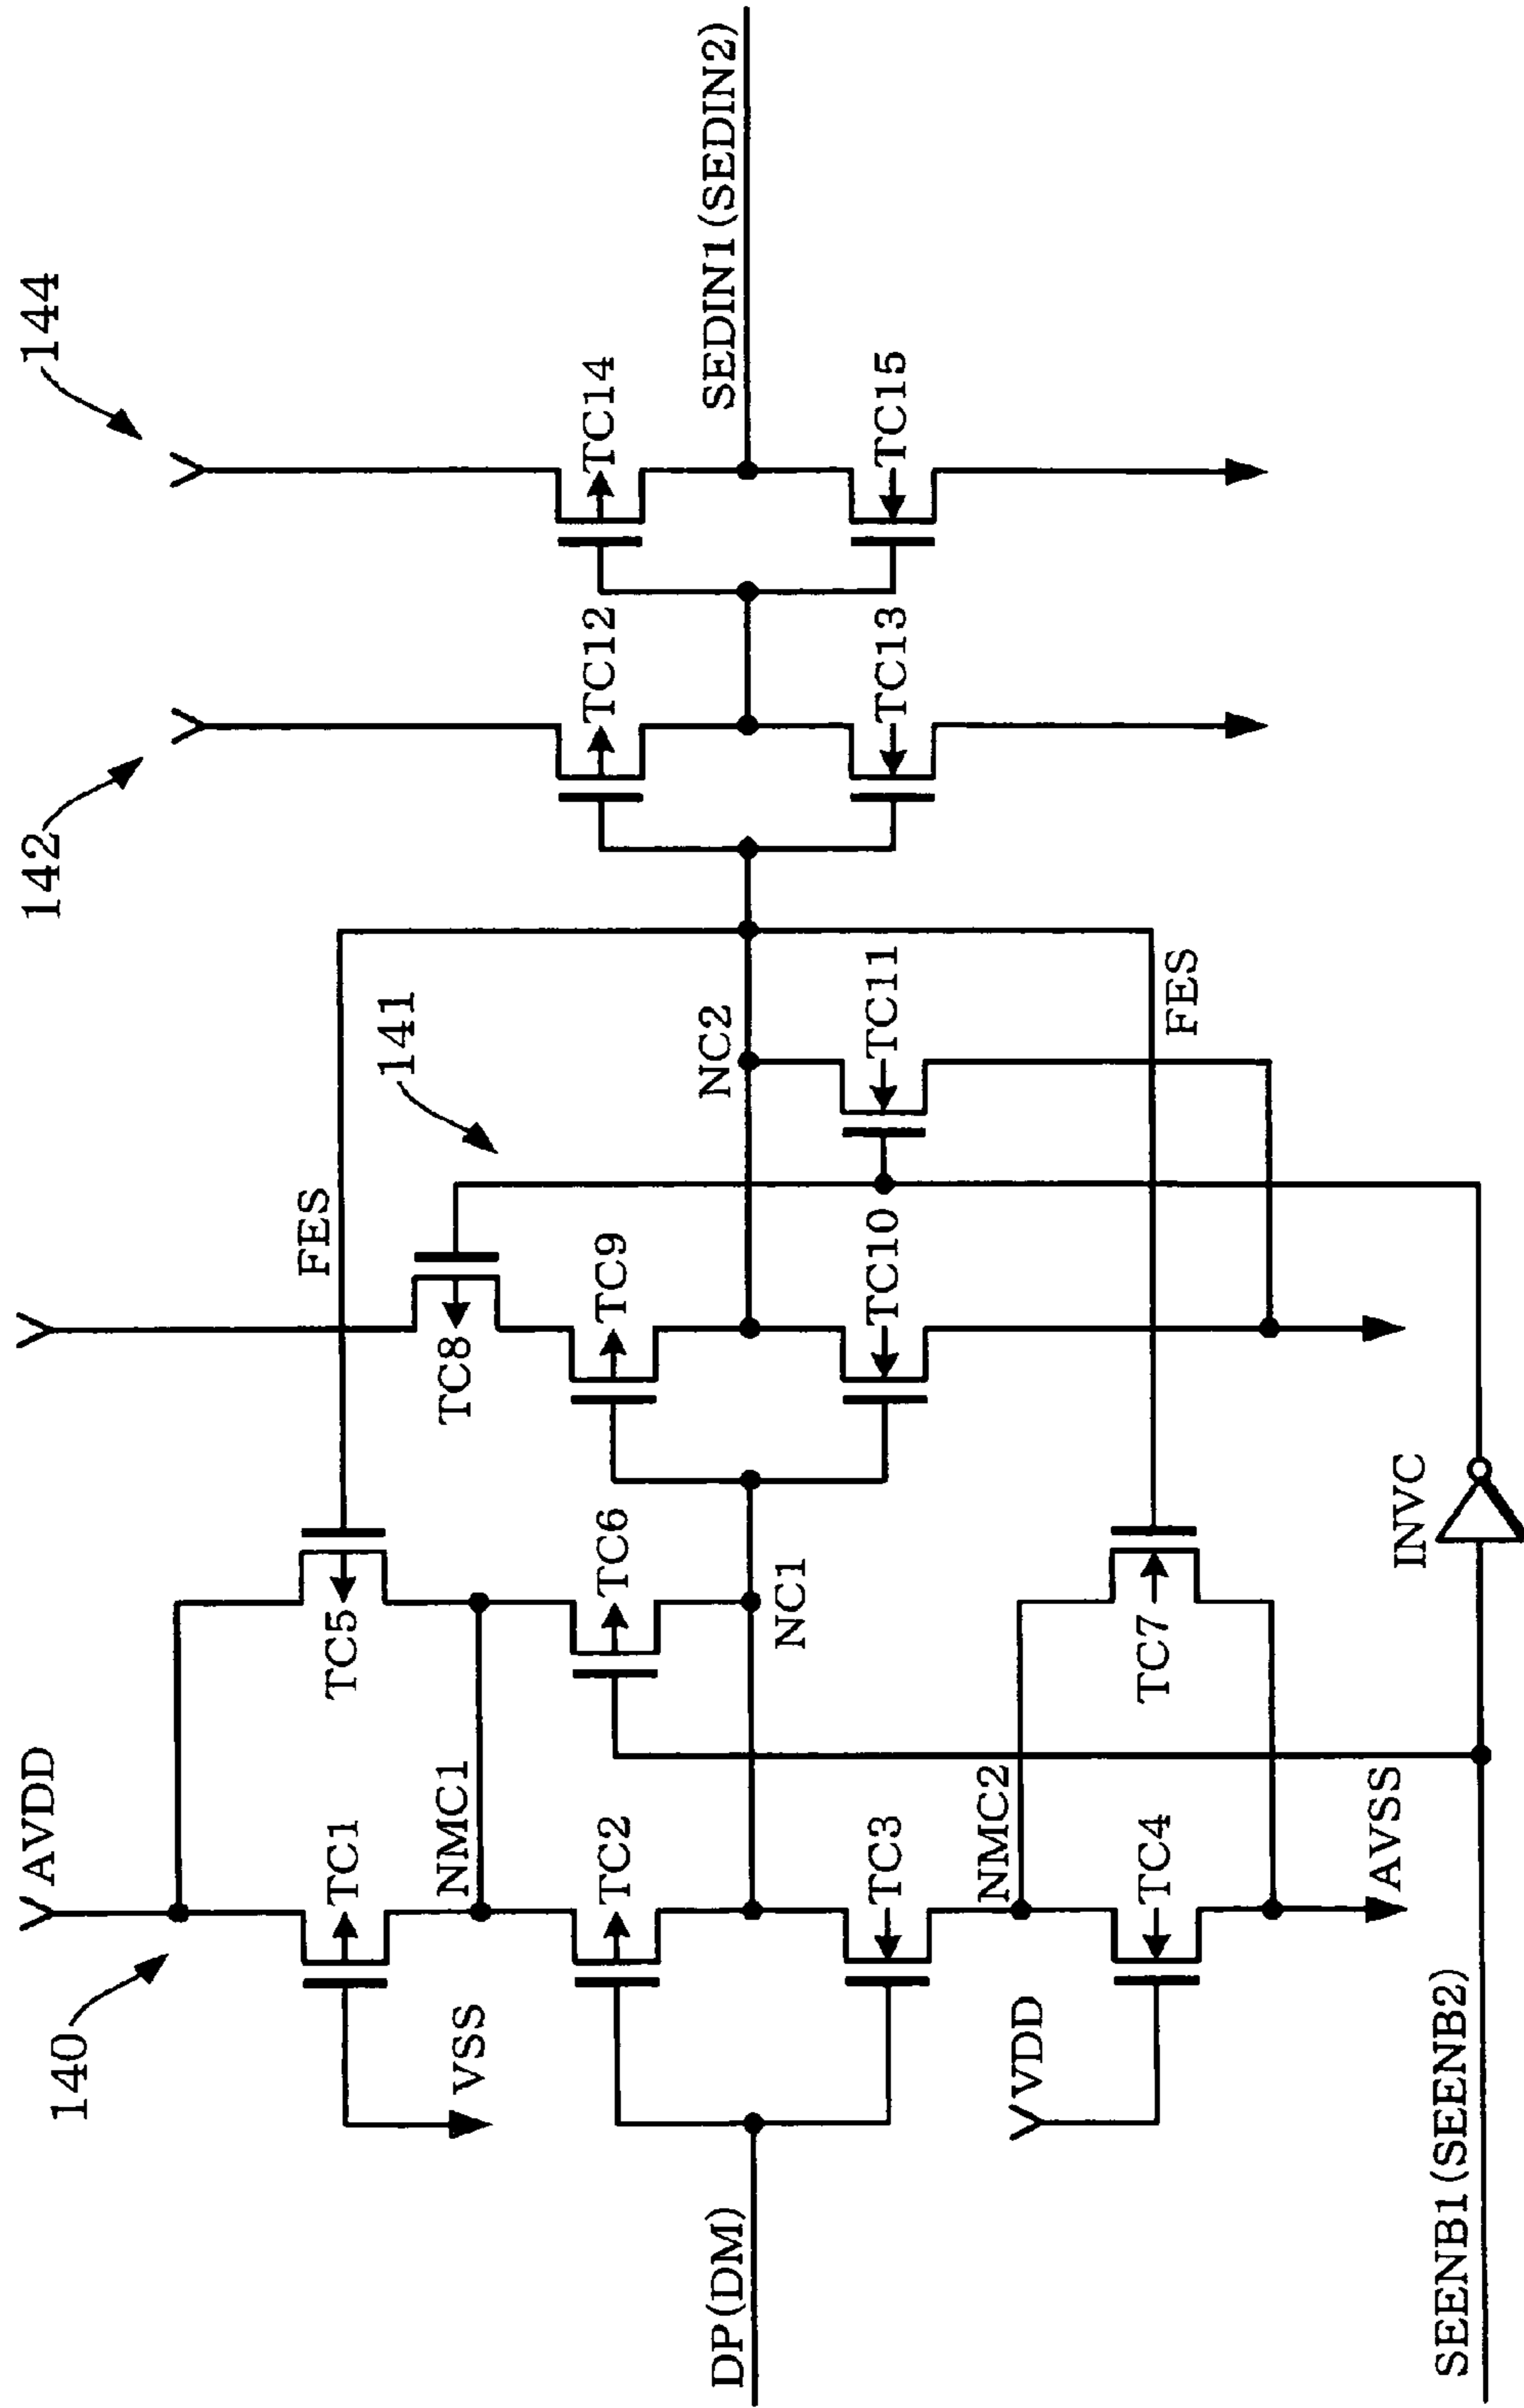 140
AVDD
TC1
VSS
TC5
FES
NMC1
TC2
TC6
TC8
TC9
141
142
144
DP(DM)
NC1
NC2
TC12
TC14
SEDIN1(SEDIN2)
TC3
TC10
TC11
TC13
TC15
VDD
NMC2
TC4
TC7
FES
AVSS
INVC
SEENB1(SEENB2)